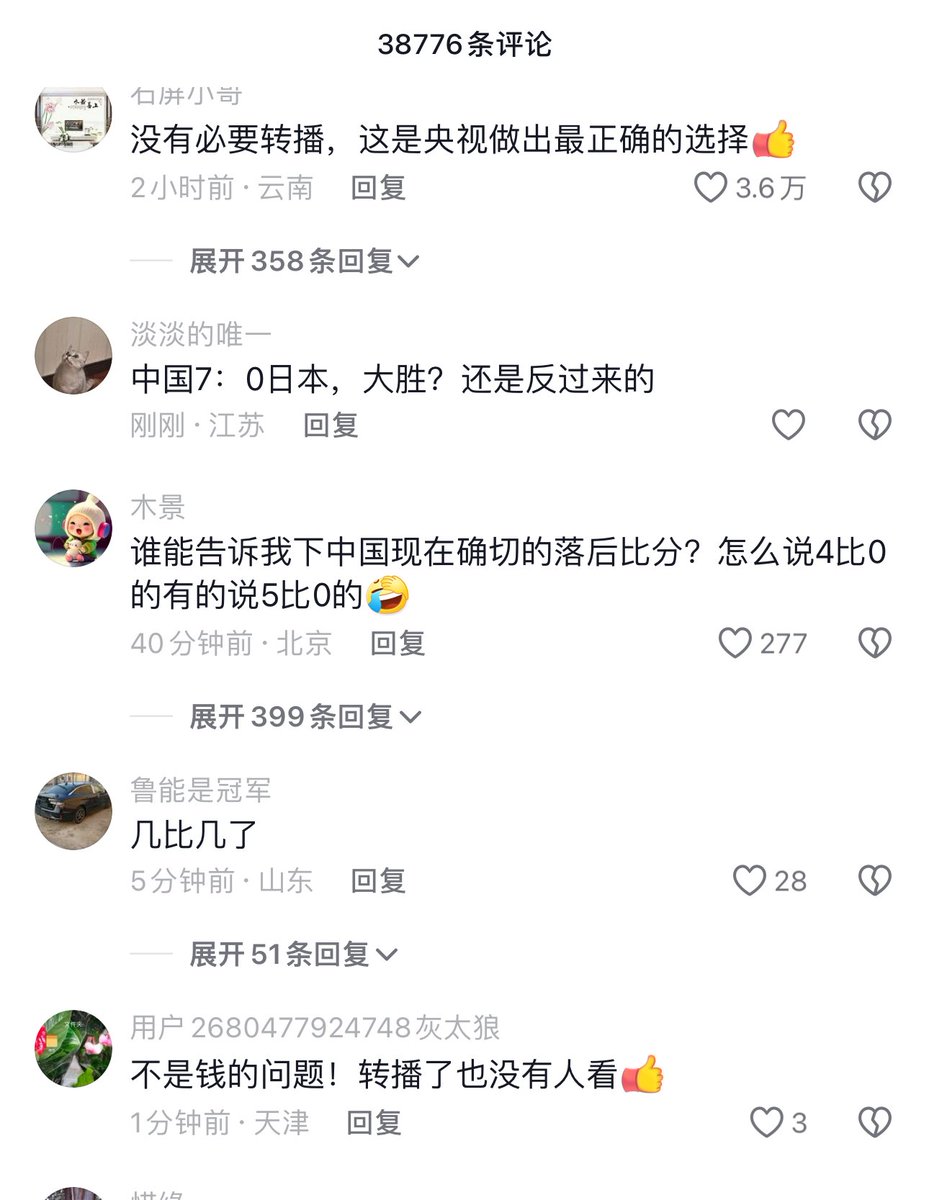 38776条评论
石屏小哥
没有必要转播，这是央视做出最正确的选择👍
2小时前·云南 回复 3.6万
展开358条回复
淡淡的唯一
中国7：0日本，大胜？还是反过来的
刚刚·江苏 回复
木景
谁能告诉我下中国现在确切的落后比分？怎么说4比0
的有的说5比0的🤣
40分钟前·北京 回复 277
展开399条回复
鲁能是冠军
几比几了
5分钟前·山东 回复 28
展开51条回复
用户2680477924748灰太狼
不是钱的问题！转播了也没有人看👍
1分钟前·天津 回复 3